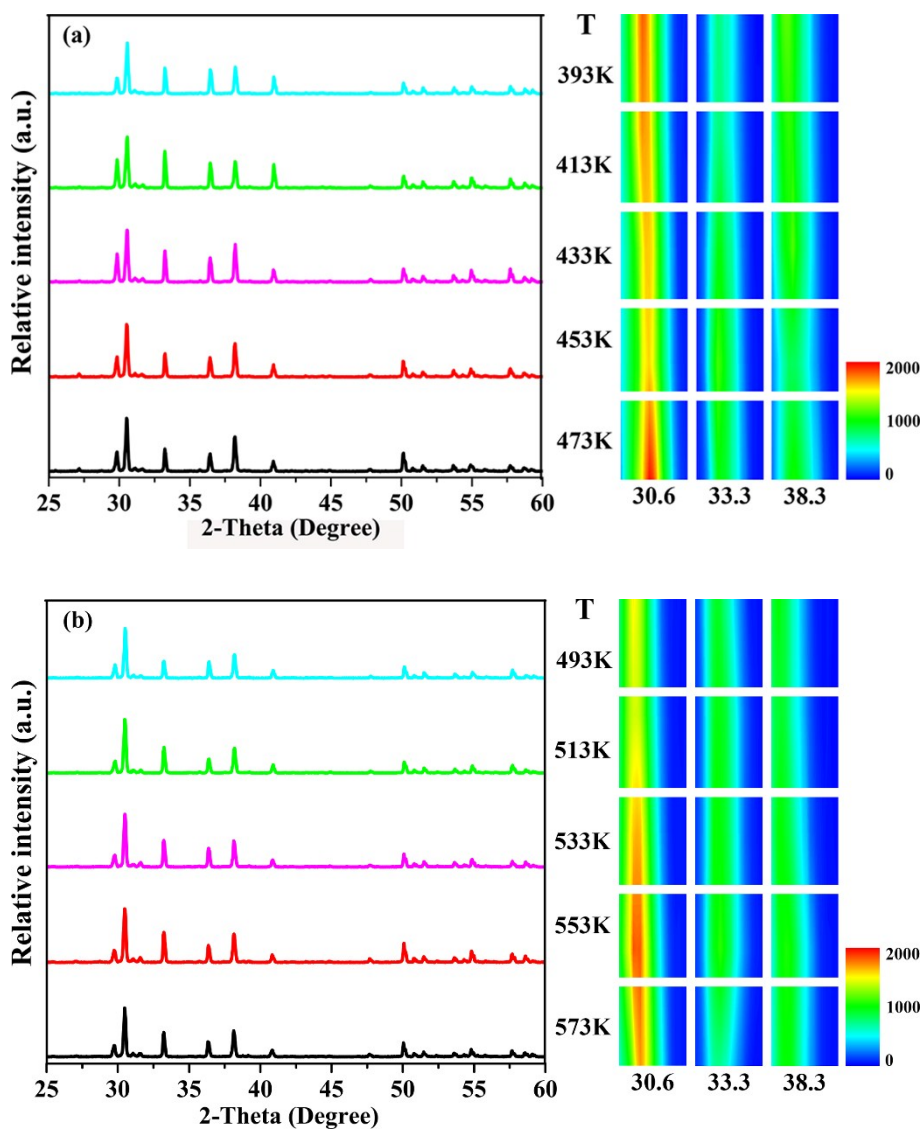 (a)
Relative intensity (a.u.)
25 30 35 40 45 50 55 60
2-Theta (Degree)
T
393K
413K
433K
453K
473K
30.6 33.3 38.3
2000
1000
0
(b)
Relative intensity (a.u.)
25 30 35 40 45 50 55 60
2-Theta (Degree)
T
493K
513K
533K
553K
573K
30.6 33.3 38.3
2000
1000
0